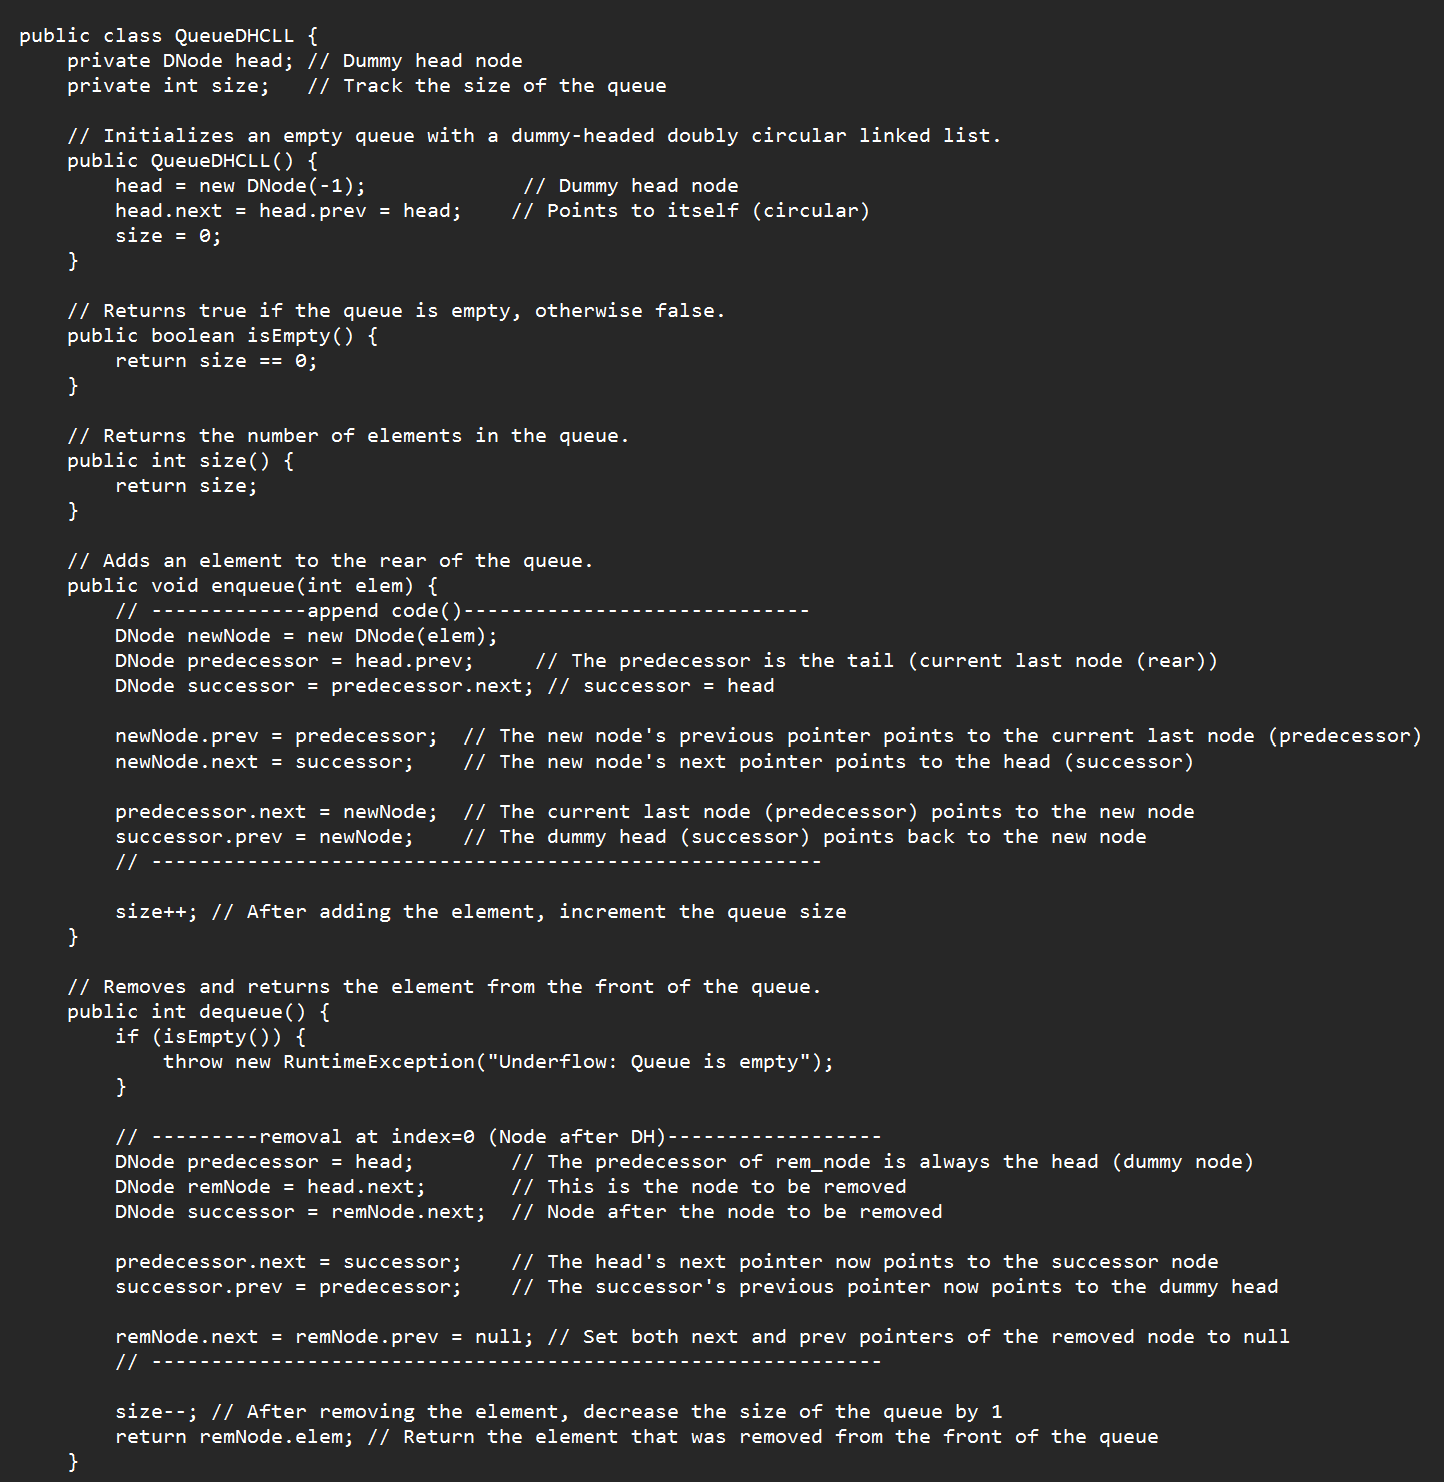 public class QueueDHCLL {
    private DNode head; // Dummy head node
    private int size;   // Track the size of the queue

    // Initializes an empty queue with a dummy-headed doubly circular linked list.
    public QueueDHCLL() {
        head = new DNode(-1);             // Dummy head node
        head.next = head.prev = head;    // Points to itself (circular)
        size = 0;
    }

    // Returns true if the queue is empty, otherwise false.
    public boolean isEmpty() {
        return size == 0;
    }

    // Returns the number of elements in the queue.
    public int size() {
        return size;
    }

    // Adds an element to the rear of the queue.
    public void enqueue(int elem) {
        // -------------append code()-----------------------------
        DNode newNode = new DNode(elem);
        DNode predecessor = head.prev;     // The predecessor is the tail (current last node (rear))
        DNode successor = predecessor.next; // successor = head

        newNode.prev = predecessor;  // The new node's previous pointer points to the current last node (predecessor)
        newNode.next = successor;    // The new node's next pointer points to the head (successor)

        predecessor.next = newNode;  // The current last node (predecessor) points to the new node
        successor.prev = newNode;    // The dummy head (successor) points back to the new node
        // --------------------------------------------------------

        size++; // After adding the element, increment the queue size
    }

    // Removes and returns the element from the front of the queue.
    public int dequeue() {
        if (isEmpty()) {
            throw new RuntimeException("Underflow: Queue is empty");
        }

        // ---------removal at index=0 (Node after DH)------------------
        DNode predecessor = head;        // The predecessor of rem_node is always the head (dummy node)
        DNode remNode = head.next;       // This is the node to be removed
        DNode successor = remNode.next;  // Node after the node to be removed

        predecessor.next = successor;    // The head's next pointer now points to the successor node
        successor.prev = predecessor;    // The successor's previous pointer now points to the dummy head

        remNode.next = remNode.prev = null; // Set both next and prev pointers of the removed node to null
        // -------------------------------------------------------------

        size--; // After removing the element, decrease the size of the queue by 1
        return remNode.elem; // Return the element that was removed from the front of the queue
    }